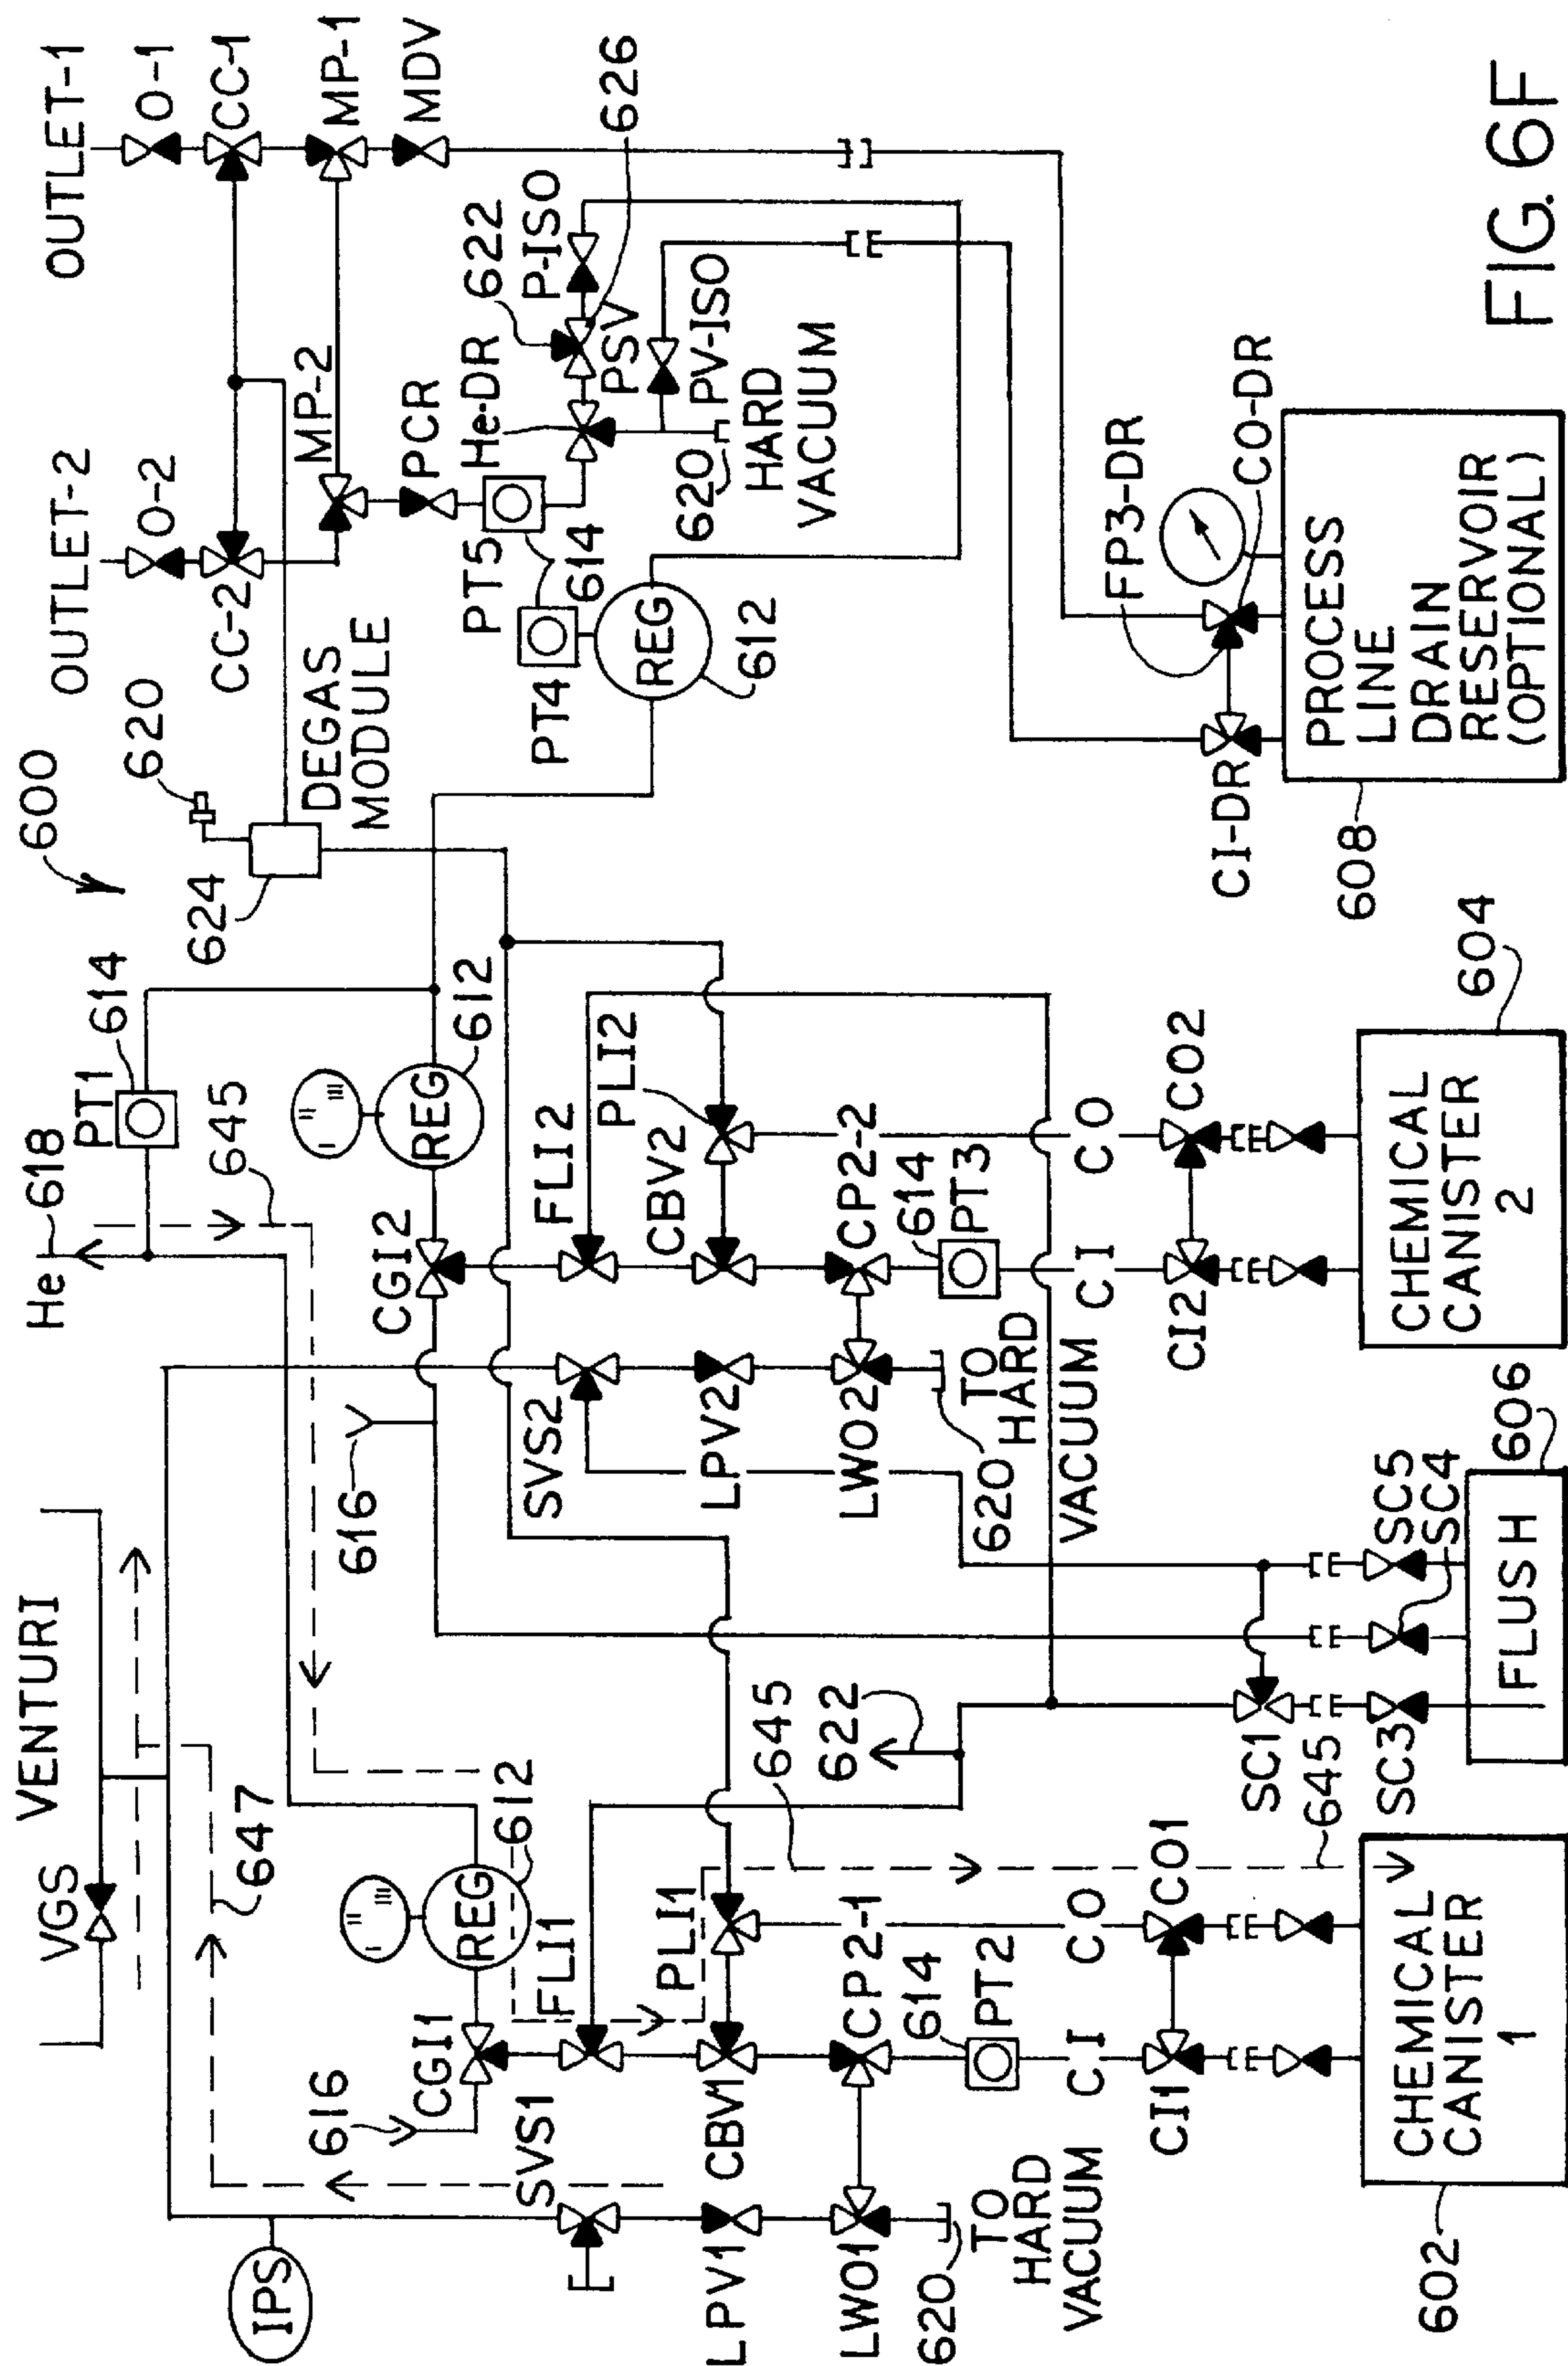 OUTLET-1
O-1
CC-1
MP-1
MDV
626
OUTLET-2
O-2
CC-2
MP-2
PCR
He-DR
622
P-ISO
PSV
PV-ISO
620
HARD
VACUUM
PT5
614
PT4
REG
612
600
620
624
DEGAS
MODULE
FP3-DR
CO-DR
CI-DR
608
PROCESS
LINE
DRAIN
RESERVOIR
(OPTIONAL)
FIG. 6F
He
618
PT1
614
645
REG
612
CGI2
FLI2
PLI2
CBV2
CP2-2
614
PT3
CO
CI
CO2
CI2
604
CHEMICAL
CANISTER
2
616
SVS2
LPV2
LWO2
620
TO
HARD
VACUUM
VENTURI
VGS
647
IPS
616
CGI1
REG
612
FLI1
PLI1
SVS1
CBV1
CP2-1
614
PT2
LPV1
LWO1
620
TO
HARD
VACUUM
645
622
CO
CI
CO1
CI1
645
602
CHEMICAL
CANISTER
1
SC1
SC3
SC5
SC4
606
FLUSH